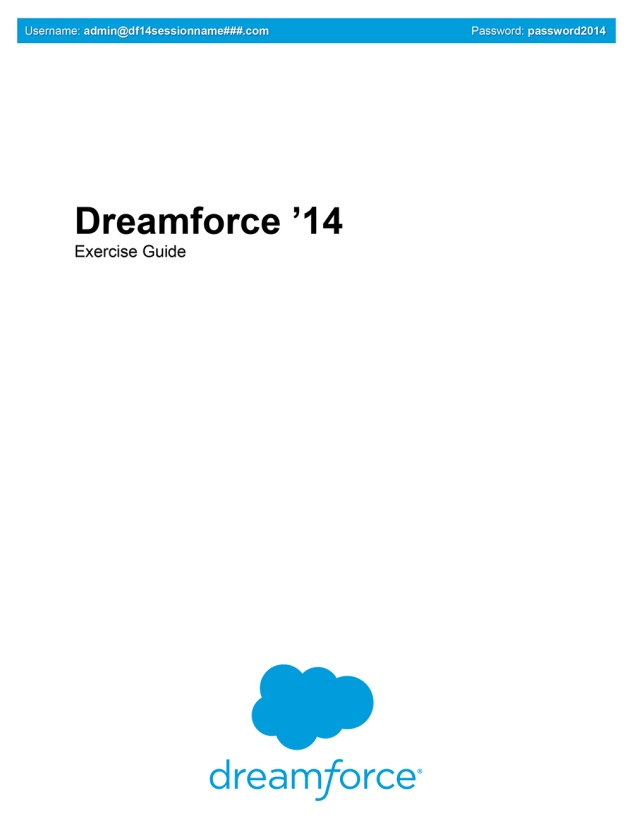 Username: admin@df14sessionname###.com Password: password2014
Dreamforce ’14
Exercise Guide
dreamforce®